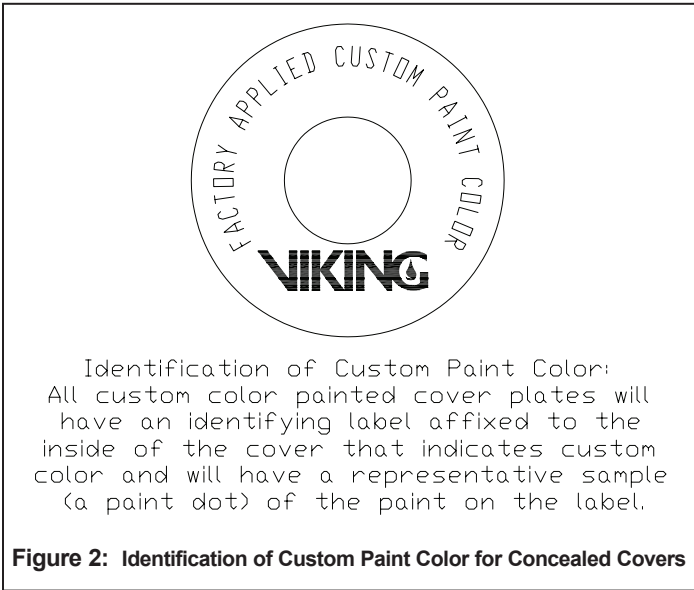 FACTORY APPLIED CUSTOM PAINT COLOR
VIKING
Identification of Custom Paint Color:
All custom color painted cover plates will
have an identifying label affixed to the
inside of the cover that indicates custom
color and will have a representative sample
(a paint dot) of the paint on the label.
Figure 2: Identification of Custom Paint Color for Concealed Covers